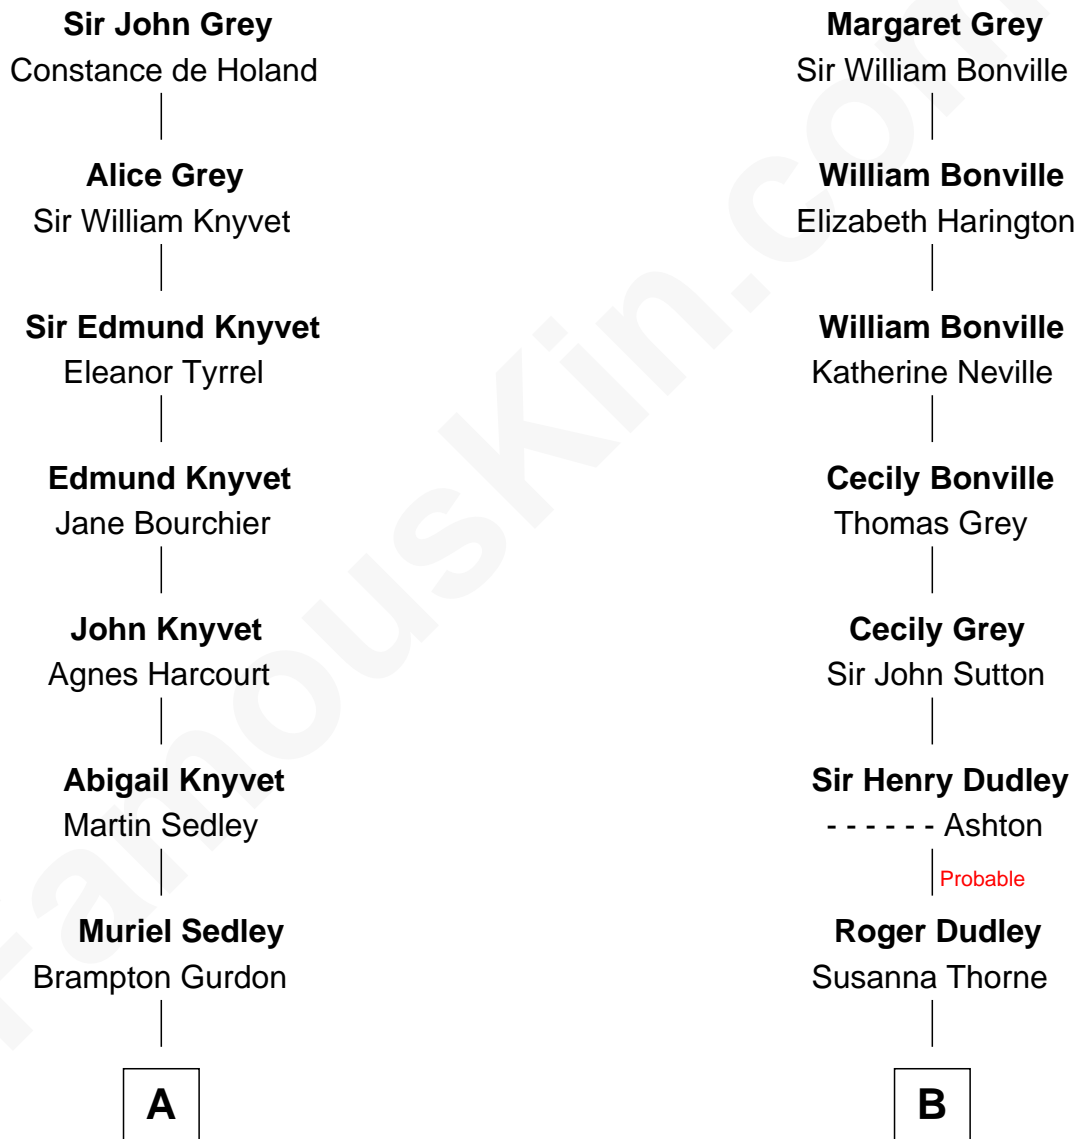 Sir John Grey
Constance de Holand
Alice Grey
Sir William Knyvet
Sir Edmund Knyvet
Eleanor Tyrrel
Edmund Knyvet
Jane Bourchier
John Knyvet
Agnes Harcourt
Abigail Knyvet
Martin Sedley
Muriel Sedley
Brampton Gurdon
A
Margaret Grey
Sir William Bonville
William Bonville
Elizabeth Harington
William Bonville
Katherine Neville
Cecily Bonville
Thomas Grey
Cecily Grey
Sir John Sutton
Sir Henry Dudley
- - - - - - Ashton
Probable
Roger Dudley
Susanna Thorne
B
FamousKin.com